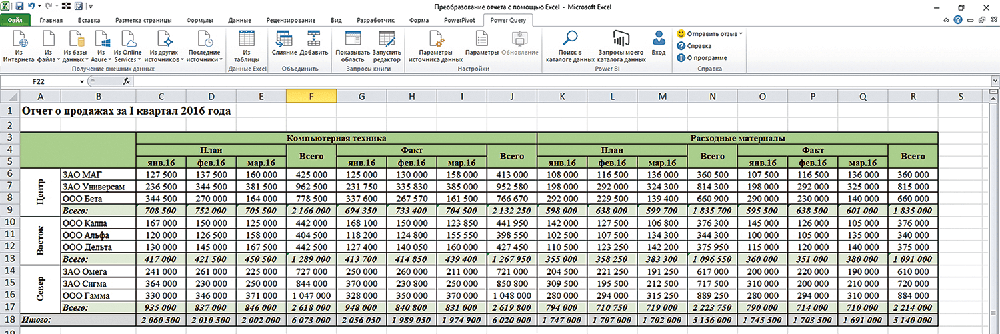 Преобразование отчета с помощью Excel - Microsoft Excel
Файл Главная Вставка Разметка страницы Формулы Данные Рецензирование Вид Разработчик Форма PowerPivot Power Query
Из Интернета Из файла Из базы данных Из Azure Из Online Services Из других источников Последние источники Из таблицы Слияние Добавить Показывать область Запустить редактор Параметры источника данных Параметры Обновление Поиск в каталоге данных Запросы моего каталога данных Вход Отправить отзыв
Справка
О программе
Получение внешних данных Данные Excel Объединить Запросы книги Настройки Power BI Справка
F22 fx
A B C D E F G H I J K L M N O P Q R S
1 Отчет о продажах за I квартал 2016 года
2
3 Компьютерная техника Расходные материалы
4 План Всего Факт Всего План Всего Факт Всего
5 янв.16 фев.16 мар.16 янв.16 фев.16 мар.16 янв.16 фев.16 мар.16 янв.16 фев.16 мар.16
Центр
6 ЗАО МАГ 127 500 137 500 160 000 425 000 125 000 130 000 158 000 413 000 108 000 116 500 136 000 360 500 107 500 116 500 136 000 360 000
7 ЗАО Универсам 236 500 344 500 381 500 962 500 231 750 335 830 385 000 952 580 198 000 292 000 324 300 814 300 198 000 292 000 325 000 815 000
8 ООО Бета 344 500 270 000 164 000 778 500 337 600 267 570 161 500 766 670 292 000 229 500 139 400 660 900 290 000 230 000 140 000 660 000
9 Всего: 708 500 752 000 705 500 2 166 000 694 350 733 400 704 500 2 132 250 598 000 638 000 599 700 1 835 700 595 500 638 500 601 000 1 835 000
Восток
10 ООО Каппа 167 000 150 000 125 000 442 000 168 100 150 000 123 850 441 950 142 000 127 500 106 800 376 300 145 000 126 000 105 000 376 000
11 ООО Альфа 120 000 126 500 158 000 404 500 118 200 124 800 155 550 398 550 102 500 107 500 134 300 344 300 100 000 105 000 135 000 340 000
12 ООО Дельта 130 000 145 000 167 500 442 500 127 400 140 050 160 000 427 450 110 500 123 250 142 200 375 950 115 000 120 000 140 000 375 000
13 Всего: 417 000 421 500 450 500 1 289 000 413 700 414 850 439 400 1 267 950 355 000 358 250 383 300 1 096 550 360 000 351 000 380 000 1 091 000
Север
14 ЗАО Омега 241 000 261 000 225 000 727 000 250 000 260 000 211 000 721 000 204 500 221 250 191 250 617 000 200 000 220 000 190 000 610 000
15 ЗАО Сигма 364 000 230 000 250 000 844 000 370 000 230 800 250 000 850 800 309 500 195 500 212 500 717 500 310 000 200 000 210 000 720 000
16 ООО Гамма 330 000 346 000 371 000 1 047 000 328 000 350 000 370 000 1 048 000 280 000 294 000 315 250 889 250 280 000 294 000 310 000 884 000
17 Всего: 935 000 837 000 846 000 2 618 000 948 000 840 800 831 000 2 619 800 794 000 710 750 719 000 2 223 750 790 000 714 000 710 000 2 214 000
18 Итого: 2 060 500 2 010 500 2 002 000 6 073 000 2 056 050 1 989 050 1 974 900 6 020 000 1 747 000 1 707 000 1 702 000 5 156 000 1 745 500 1 703 500 1 691 000 5 140 000